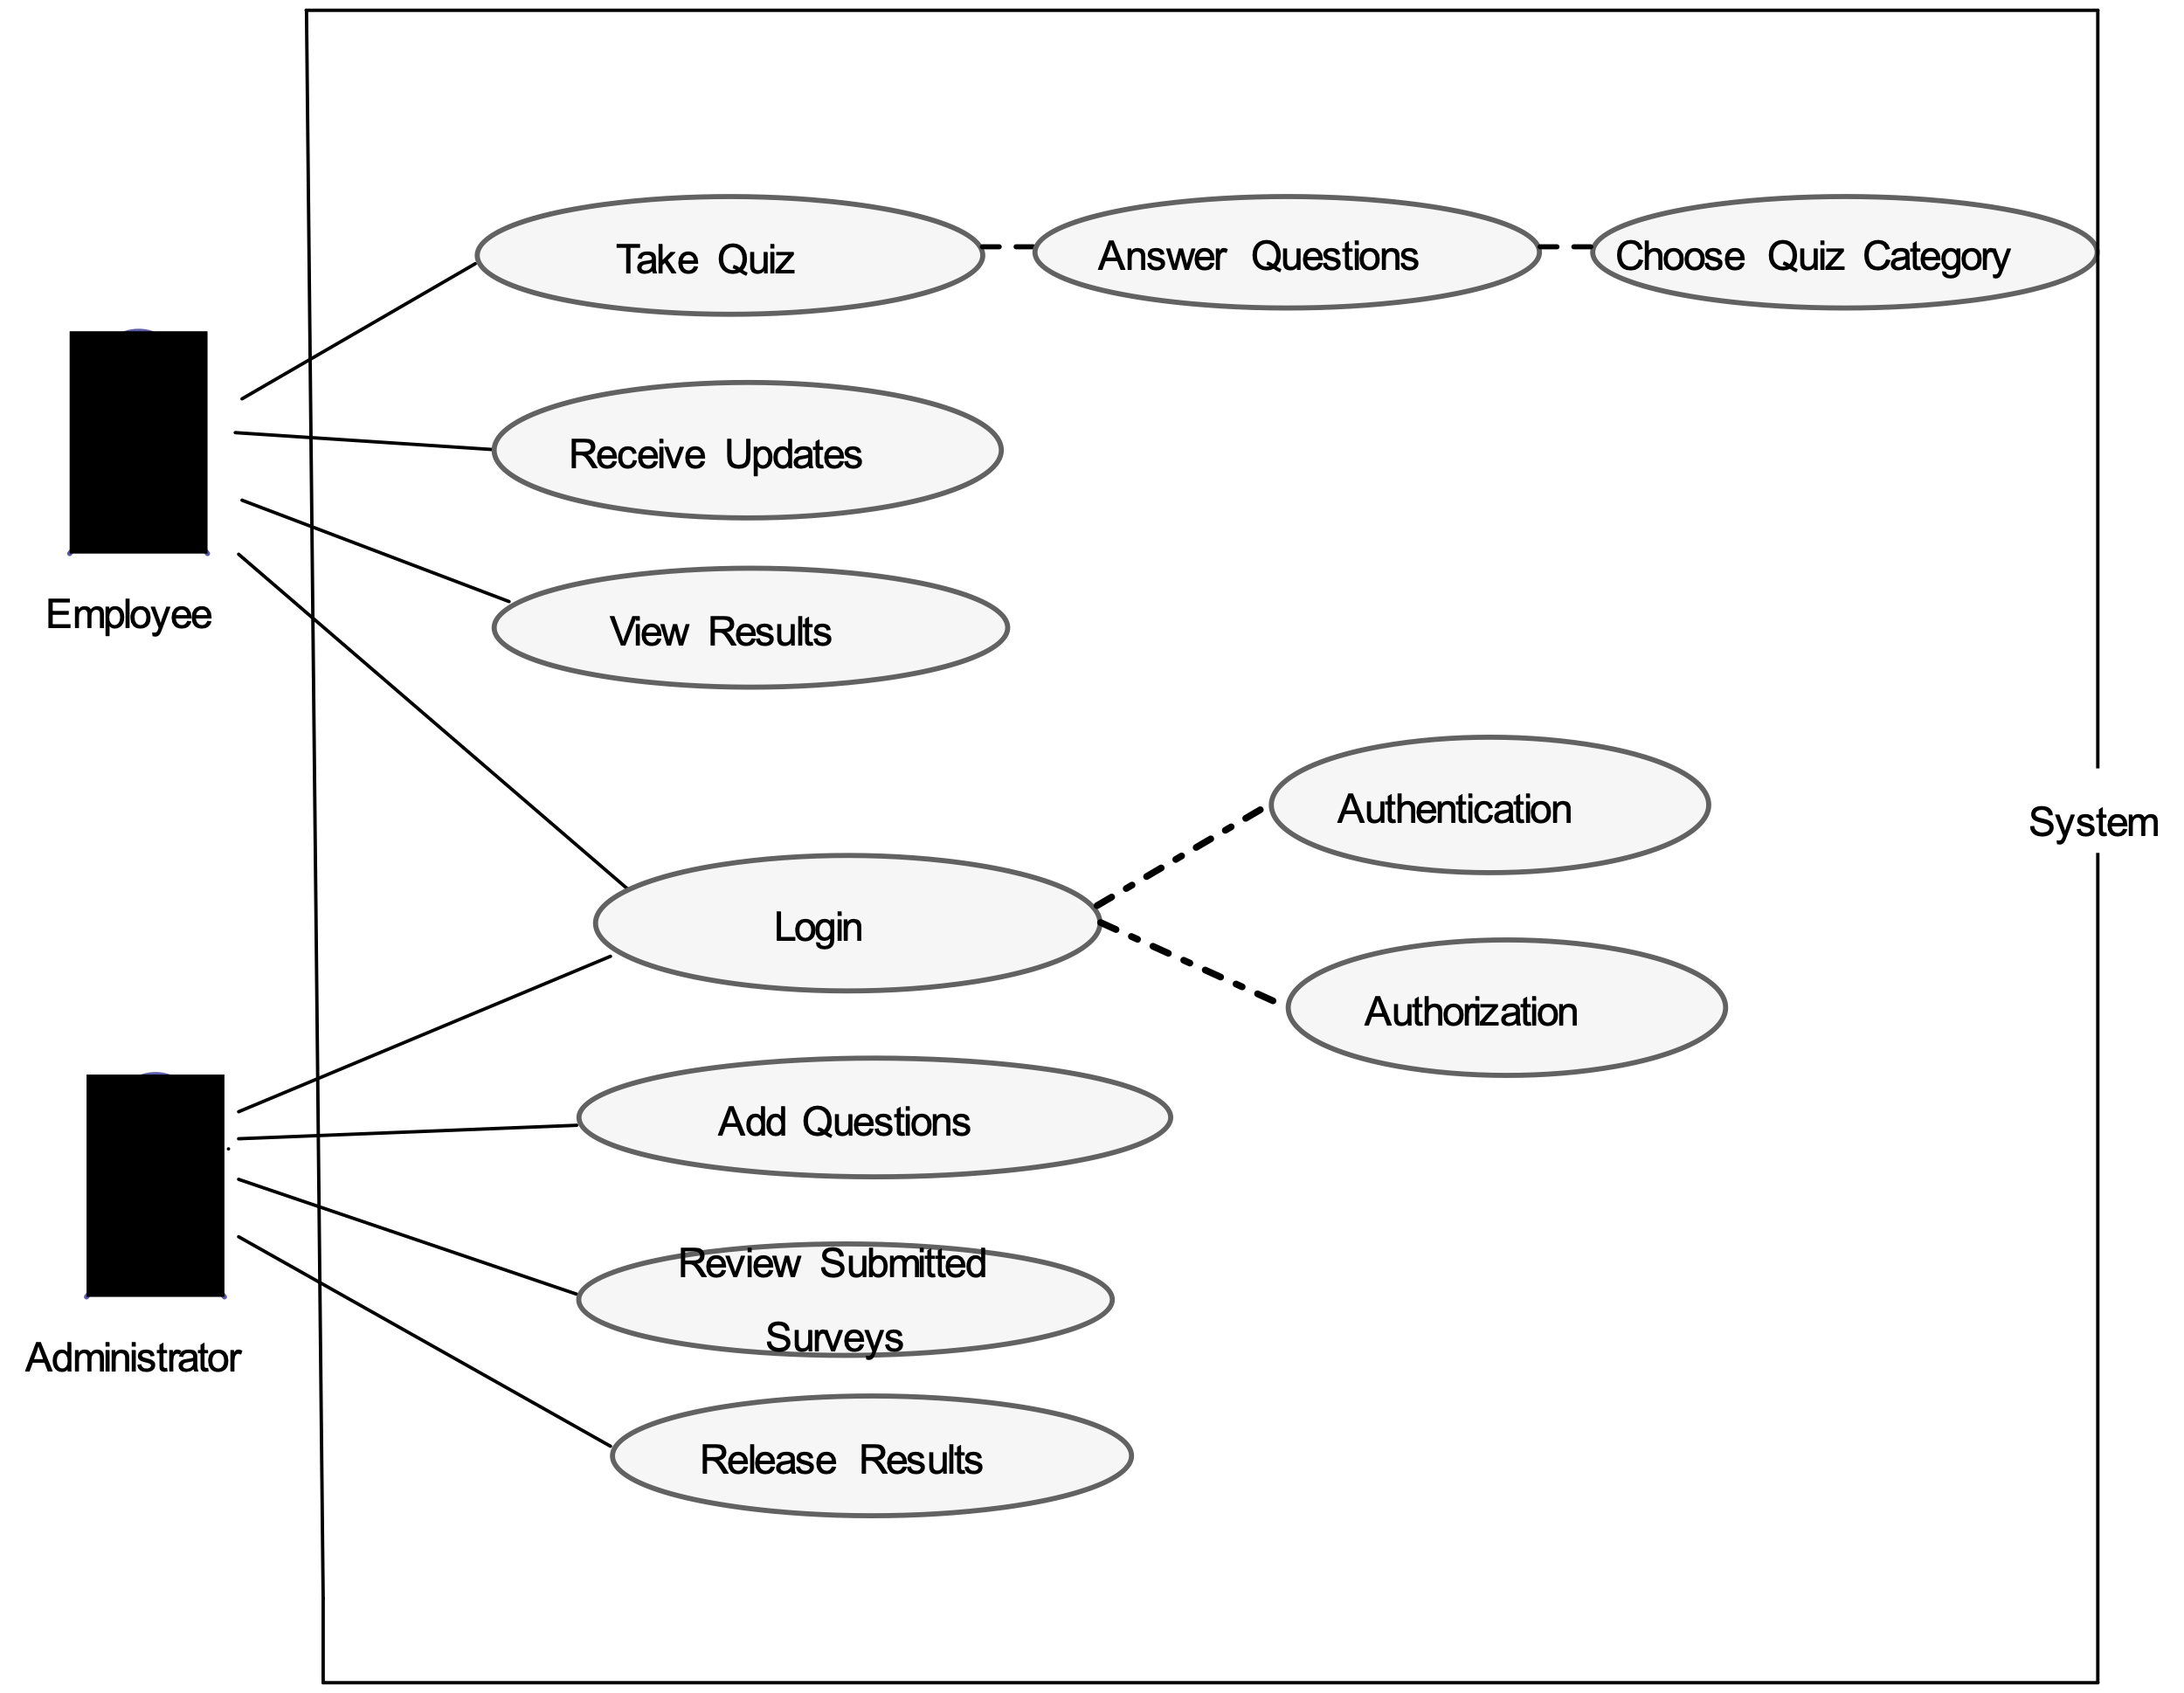 Take Quiz
Answer Questions
Choose Quiz Category
Receive Updates
Employee
View Results
Authentication
System
Login
Authorization
Add Questions
Review Submitted
Surveys
Administrator
Release Results